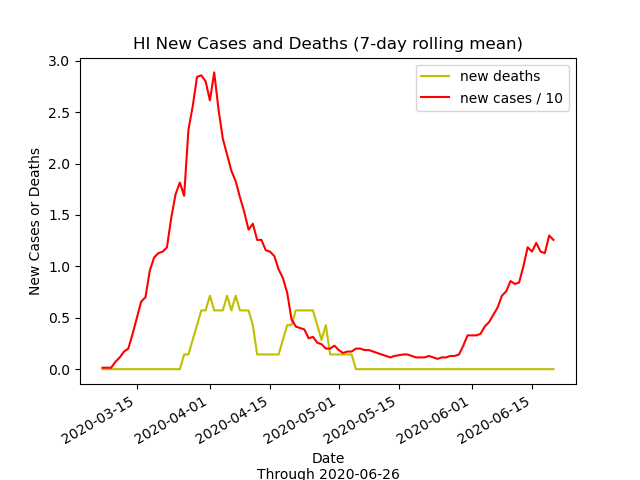 HI New Cases and Deaths (7-day rolling mean)
new deaths
new cases / 10
3.0
2.5
2.0
1.5
1.0
0.5
0.0
New Cases or Deaths
2020-03-15
2020-04-01
2020-04-15
2020-05-01
2020-05-15
2020-06-01
2020-06-15
Date
Through 2020-06-26